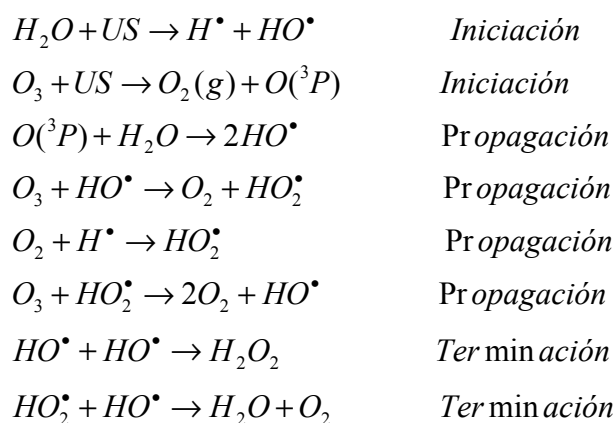 H₂O + US → H• + HO• Iniciación
O₃ + US → O₂(g) + O(³P) Iniciación
O(³P) + H₂O → 2HO• Propagación
O₃ + HO• → O₂ + HO₂• Propagación
O₂ + H• → HO₂• Propagación
O₃ + HO₂• → 2O₂ + HO• Propagación
HO• + HO• → H₂O₂ Terminación
HO₂• + HO• → H₂O + O₂ Terminación